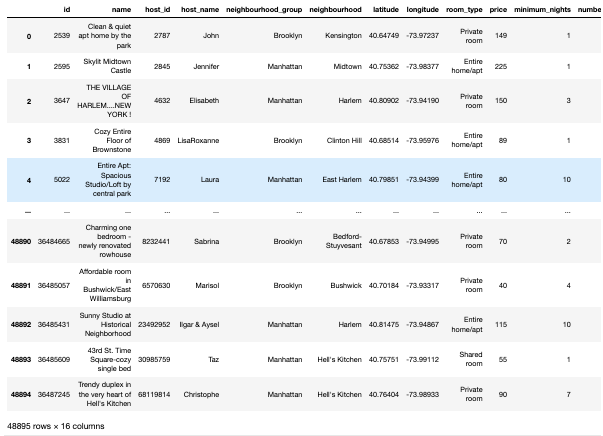 id name host_id host_name neighbourhood_group neighbourhood latitude longitude room_type price minimum_nights numbe
0 2539 Clean & quiet apt home by the park 2787 John Brooklyn Kensington 40.64749 -73.97237 Private room 149 1
1 2595 Skylit Midtown Castle 2845 Jennifer Manhattan Midtown 40.75362 -73.98377 Entire home/apt 225 1
2 3647 THE VILLAGE OF HARLEM....NEW YORK ! 4632 Elisabeth Manhattan Harlem 40.80902 -73.94190 Private room 150 3
3 3831 Cozy Entire Floor of Brownstone 4869 LisaRoxanne Brooklyn Clinton Hill 40.68514 -73.95976 Entire home/apt 89 1
4 5022 Entire Apt: Spacious Studio/Loft by central park 7192 Laura Manhattan East Harlem 40.79851 -73.94399 Entire home/apt 80 10
... ... ... ... ... ... ... ... ... ... ... ...
48890 36484665 Charming one bedroom - newly renovated rowhouse 8232441 Sabrina Brooklyn Bedford-Stuyvesant 40.67853 -73.94995 Private room 70 2
48891 36485057 Affordable room in Bushwick/East Williamsburg 6570630 Marisol Brooklyn Bushwick 40.70184 -73.93317 Private room 40 4
48892 36485431 Sunny Studio at Historical Neighborhood 23492952 Ilgar & Aysel Manhattan Harlem 40.81475 -73.94867 Entire home/apt 115 10
48893 36485609 43rd St. Time Square-cozy single bed 30985759 Taz Manhattan Hell's Kitchen 40.75751 -73.99112 Shared room 55 1
48894 36487245 Trendy duplex in the very heart of Hell's Kitchen 68119814 Christophe Manhattan Hell's Kitchen 40.76404 -73.98933 Private room 90 7
48895 rows × 16 columns